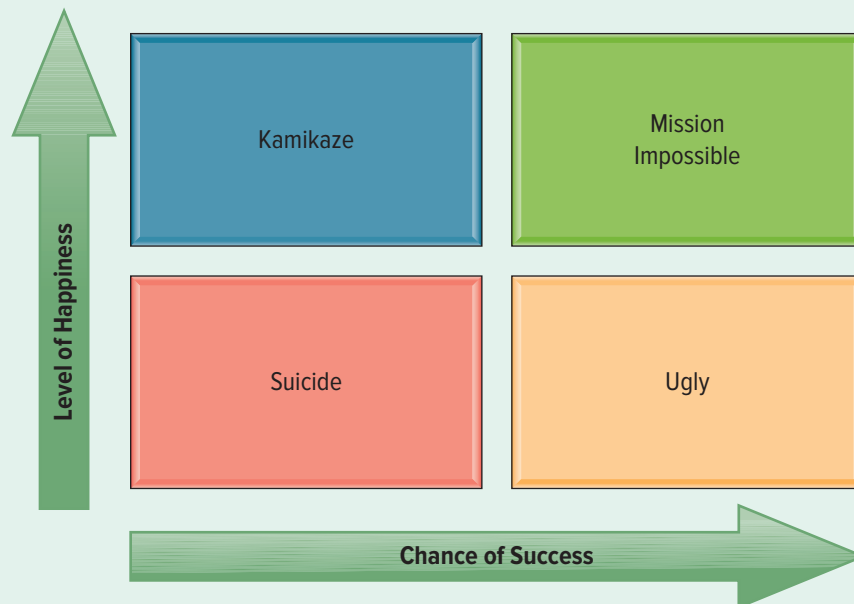 Kamikaze
Mission
Impossible
Level of Happiness
Suicide
Ugly
Chance of Success